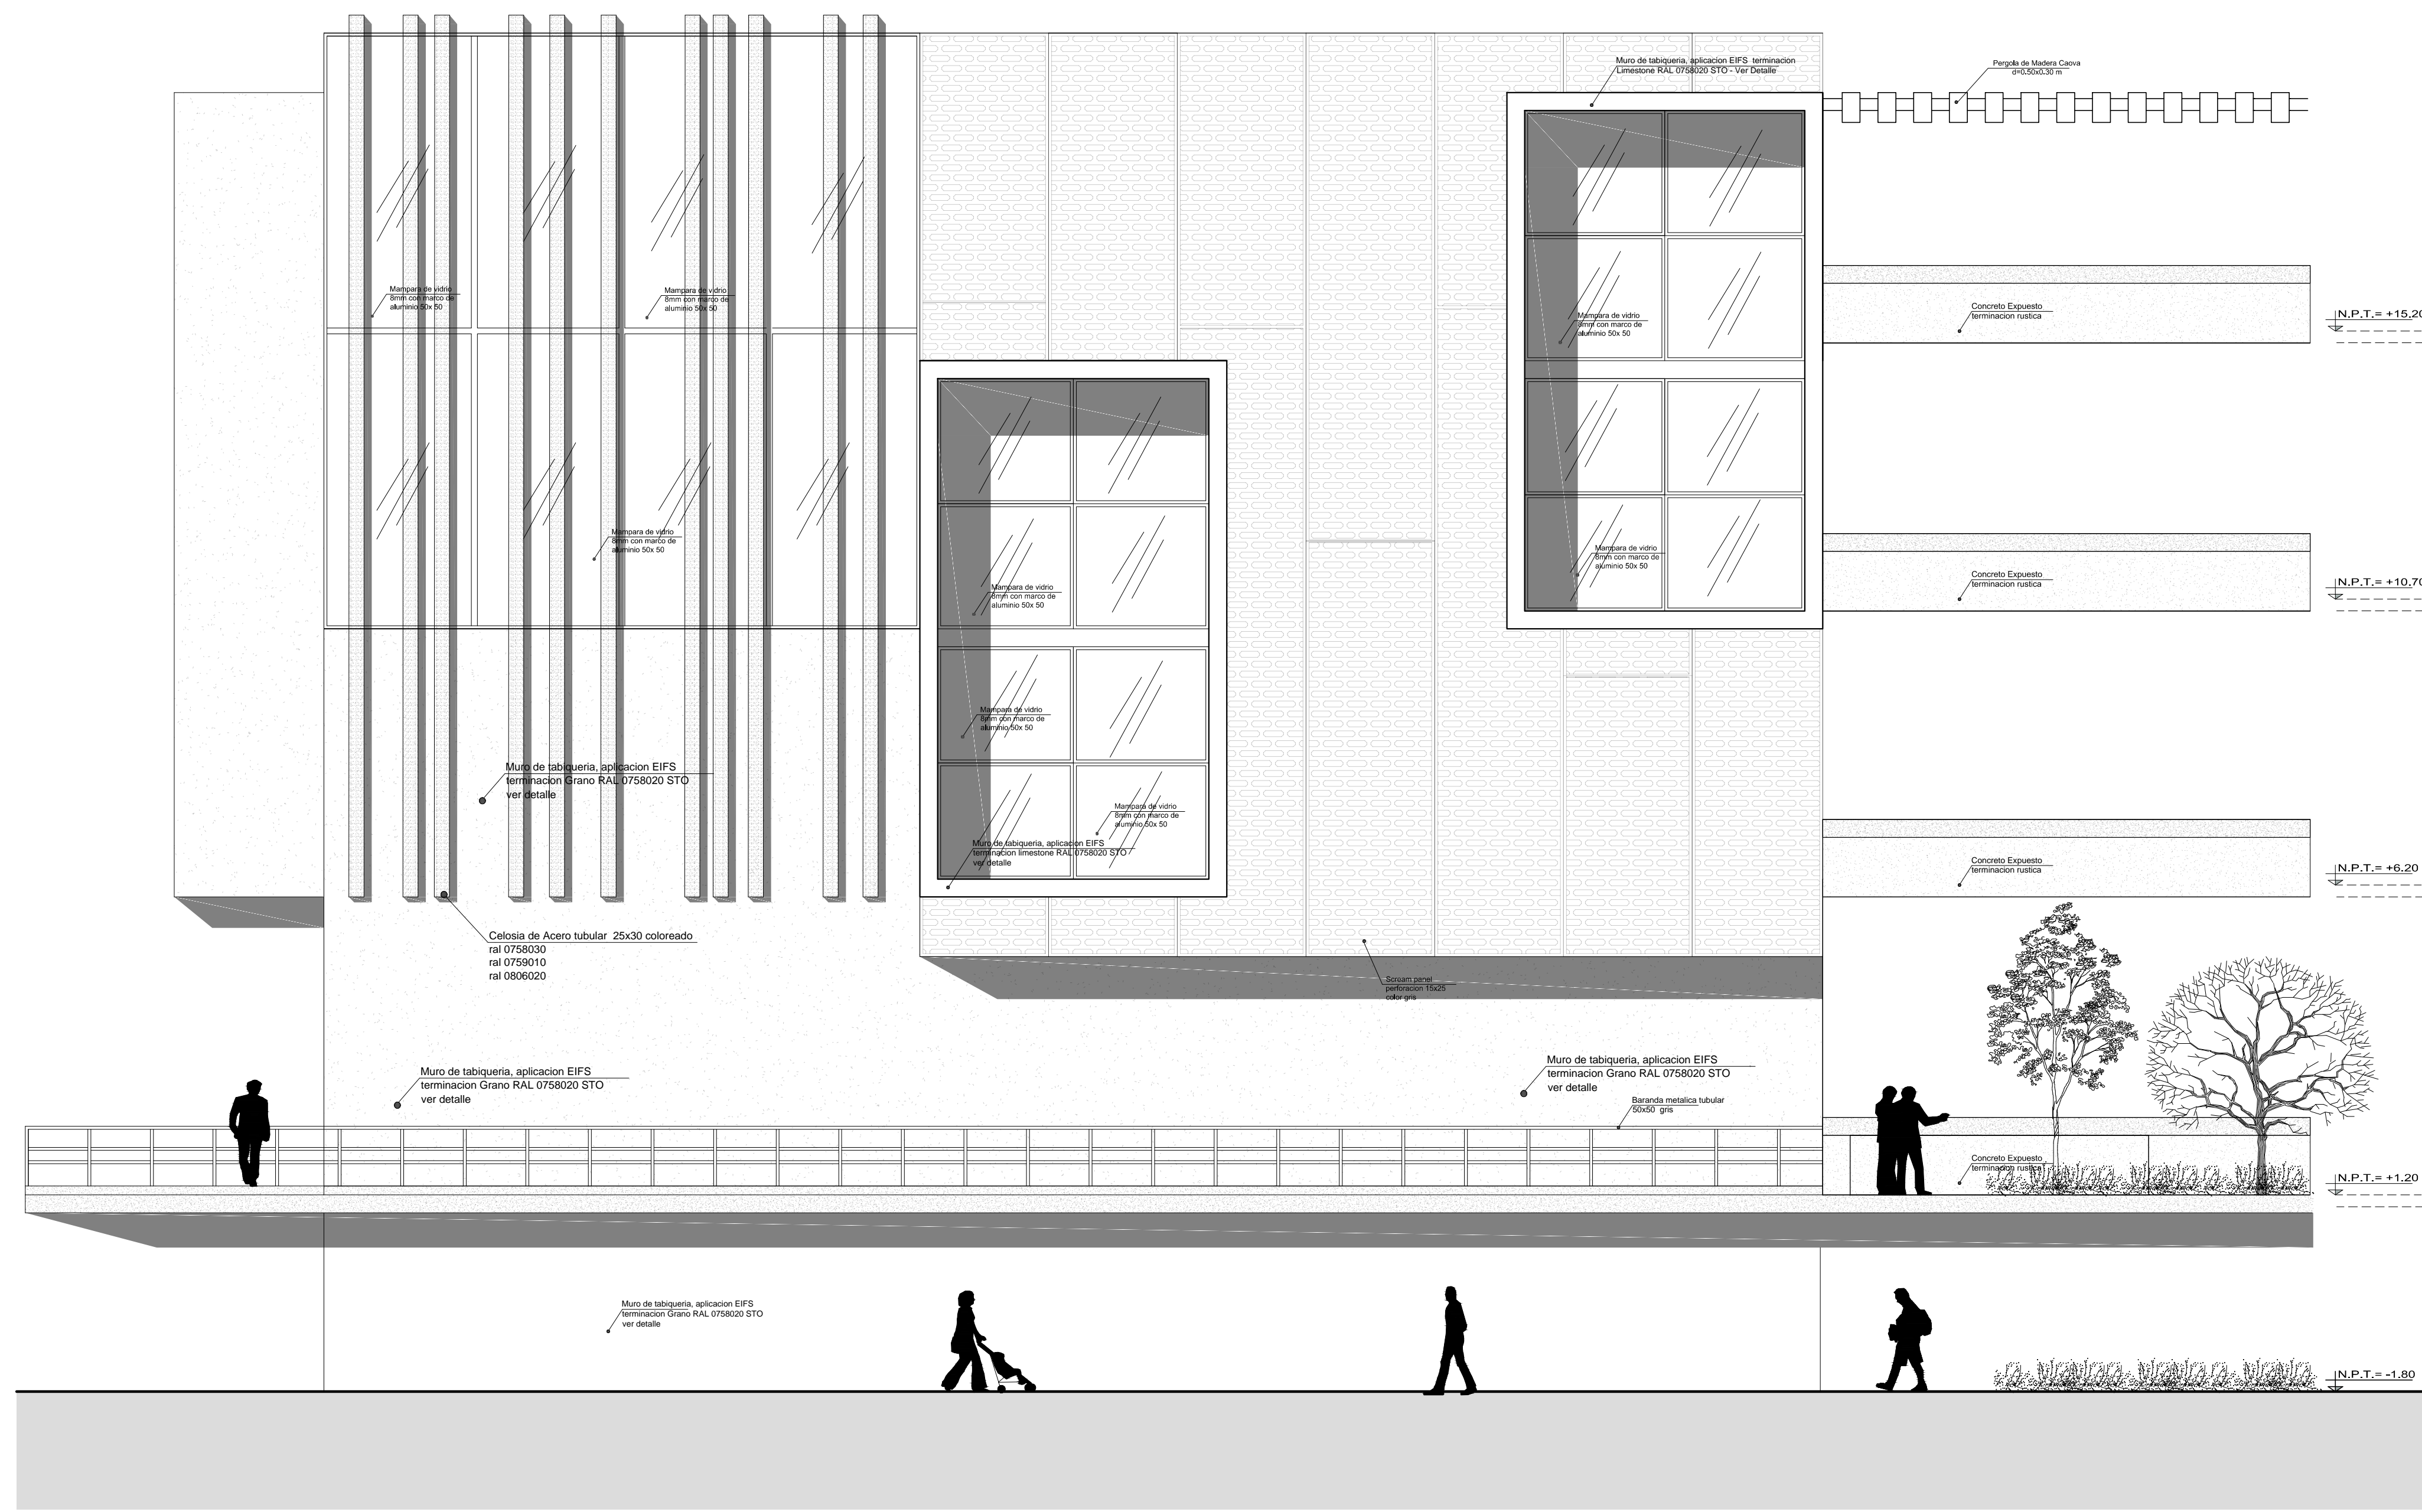 Muro de tabiqueria, aplicacion EIFS terminacion
Limestone RAL 0758020 STO - Ver Detalle
Pergola de Madera Caova
d=0.50x0.30 m
Mampara de vidrio
8mm con marco de
aluminio 50x 50
Mampara de vidrio
8mm con marco de
aluminio 50x 50
Mampara de vidrio
8mm con marco de
aluminio 50x 50
Concreto Expuesto
terminacion rustica
N.P.T.= +15,20
Mampara de vidrio
8mm con marco de
aluminio 50x 50
Mampara de vidrio
8mm con marco de
aluminio 50x 50
Concreto Expuesto
terminacion rustica
N.P.T.= +10,70
Mampara de vidrio
8mm con marco de
aluminio 50x 50
Mampara de vidrio
8mm con marco de
aluminio 50x 50
Muro de tabiqueria, aplicacion EIFS
terminacion Grano RAL 0758020 STO
ver detalle
Mampara de vidrio
8mm con marco de
aluminio 50x 50
Muro de tabiqueria, aplicacion EIFS
terminacion limestone RAL 0758020 STO
ver detalle
Concreto Expuesto
terminacion rustica
N.P.T.= +6.20
Celosia de Acero tubular 25x30 coloreado
ral 0758030
ral 0759010
ral 0806020
Scream panel
perforacion 15x25
color gris
Muro de tabiqueria, aplicacion EIFS
terminacion Grano RAL 0758020 STO
ver detalle
Muro de tabiqueria, aplicacion EIFS
terminacion Grano RAL 0758020 STO
ver detalle
Baranda metalica tubular
50x50 gris
Concreto Expuesto
terminacion rustica
N.P.T.= +1.20
Muro de tabiqueria, aplicacion EIFS
terminacion Grano RAL 0758020 STO
ver detalle
N.P.T.= -1.80